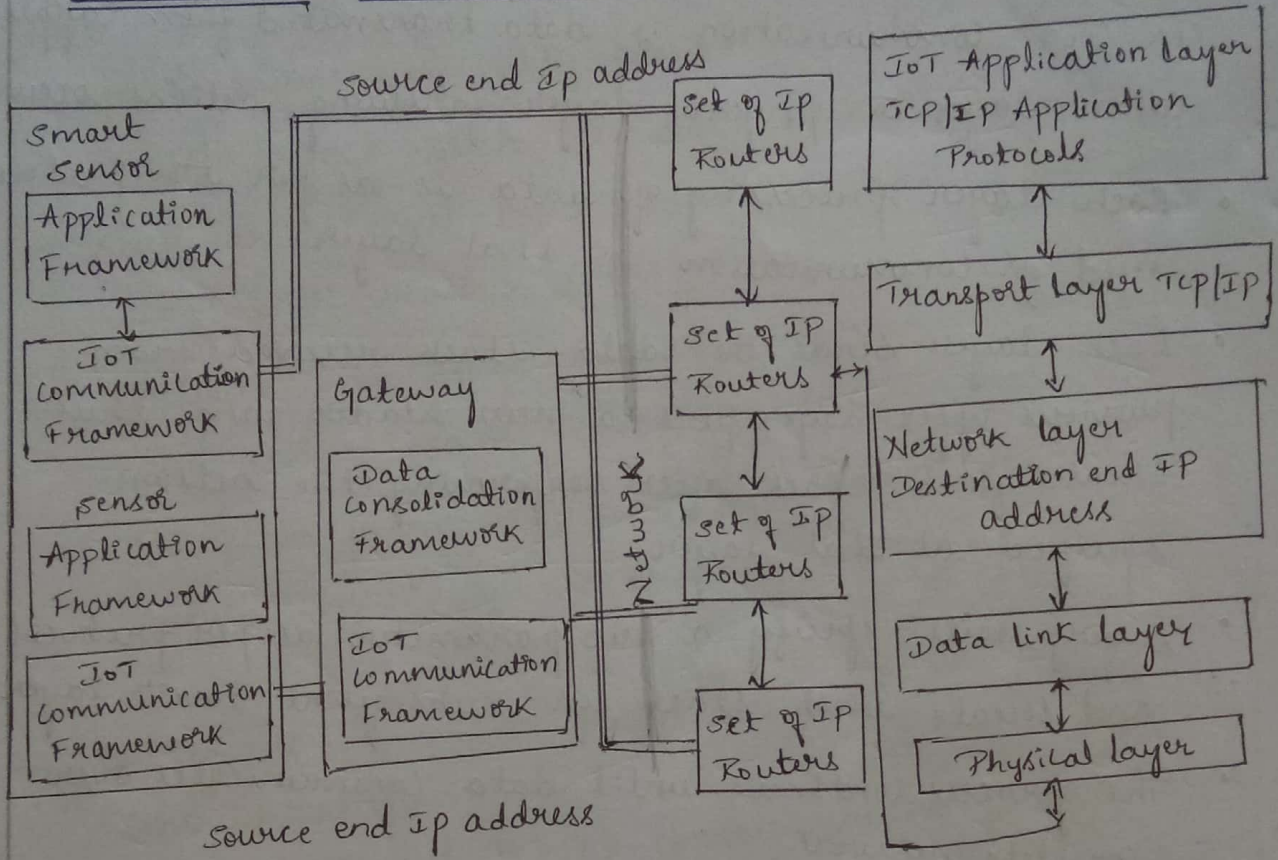 Source end Ip address
Smart
Sensor
Application
Framework
IoT
Communication
Framework
Sensor
Application
Framework
IoT
Communication
Framework
Source end Ip address
Gateway
Data
Consolidation
Framework
IoT
Communication
Framework
Network
Set of Ip
Routers
Set of IP
Routers
Set of IP
Routers
Set of IP
Routers
IoT Application Layer
TCP/IP Application
Protocols
Transport layer TCP/IP
Network layer
Destination end IP
address
Data link layer
Physical layer